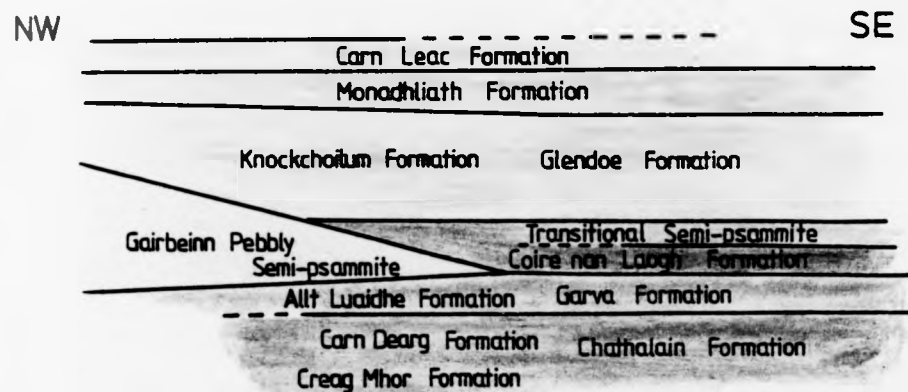 NW
SE
Carn Leac Formation
Monadhliath Formation
Knockchoilum Formation Glendoe Formation
Transitional Semi-psammite
Gairbeinn Pebbly
Semi-psammite
Coire nan Laogh Formation
Allt Luaidhe Formation Garva Formation
Carn Dearg Formation Chathalain Formation
Creag Mhor Formation